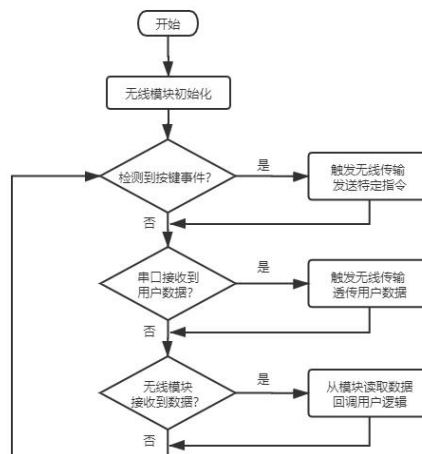 开始
无线模块初始化
检测到按键事件?
是
触发无线传输
发送特定指令
否
串口接收到
用户数据?
是
触发无线传输
透传用户数据
否
无线模块
接收到数据?
是
从模块读取数据
回调用户逻辑
否